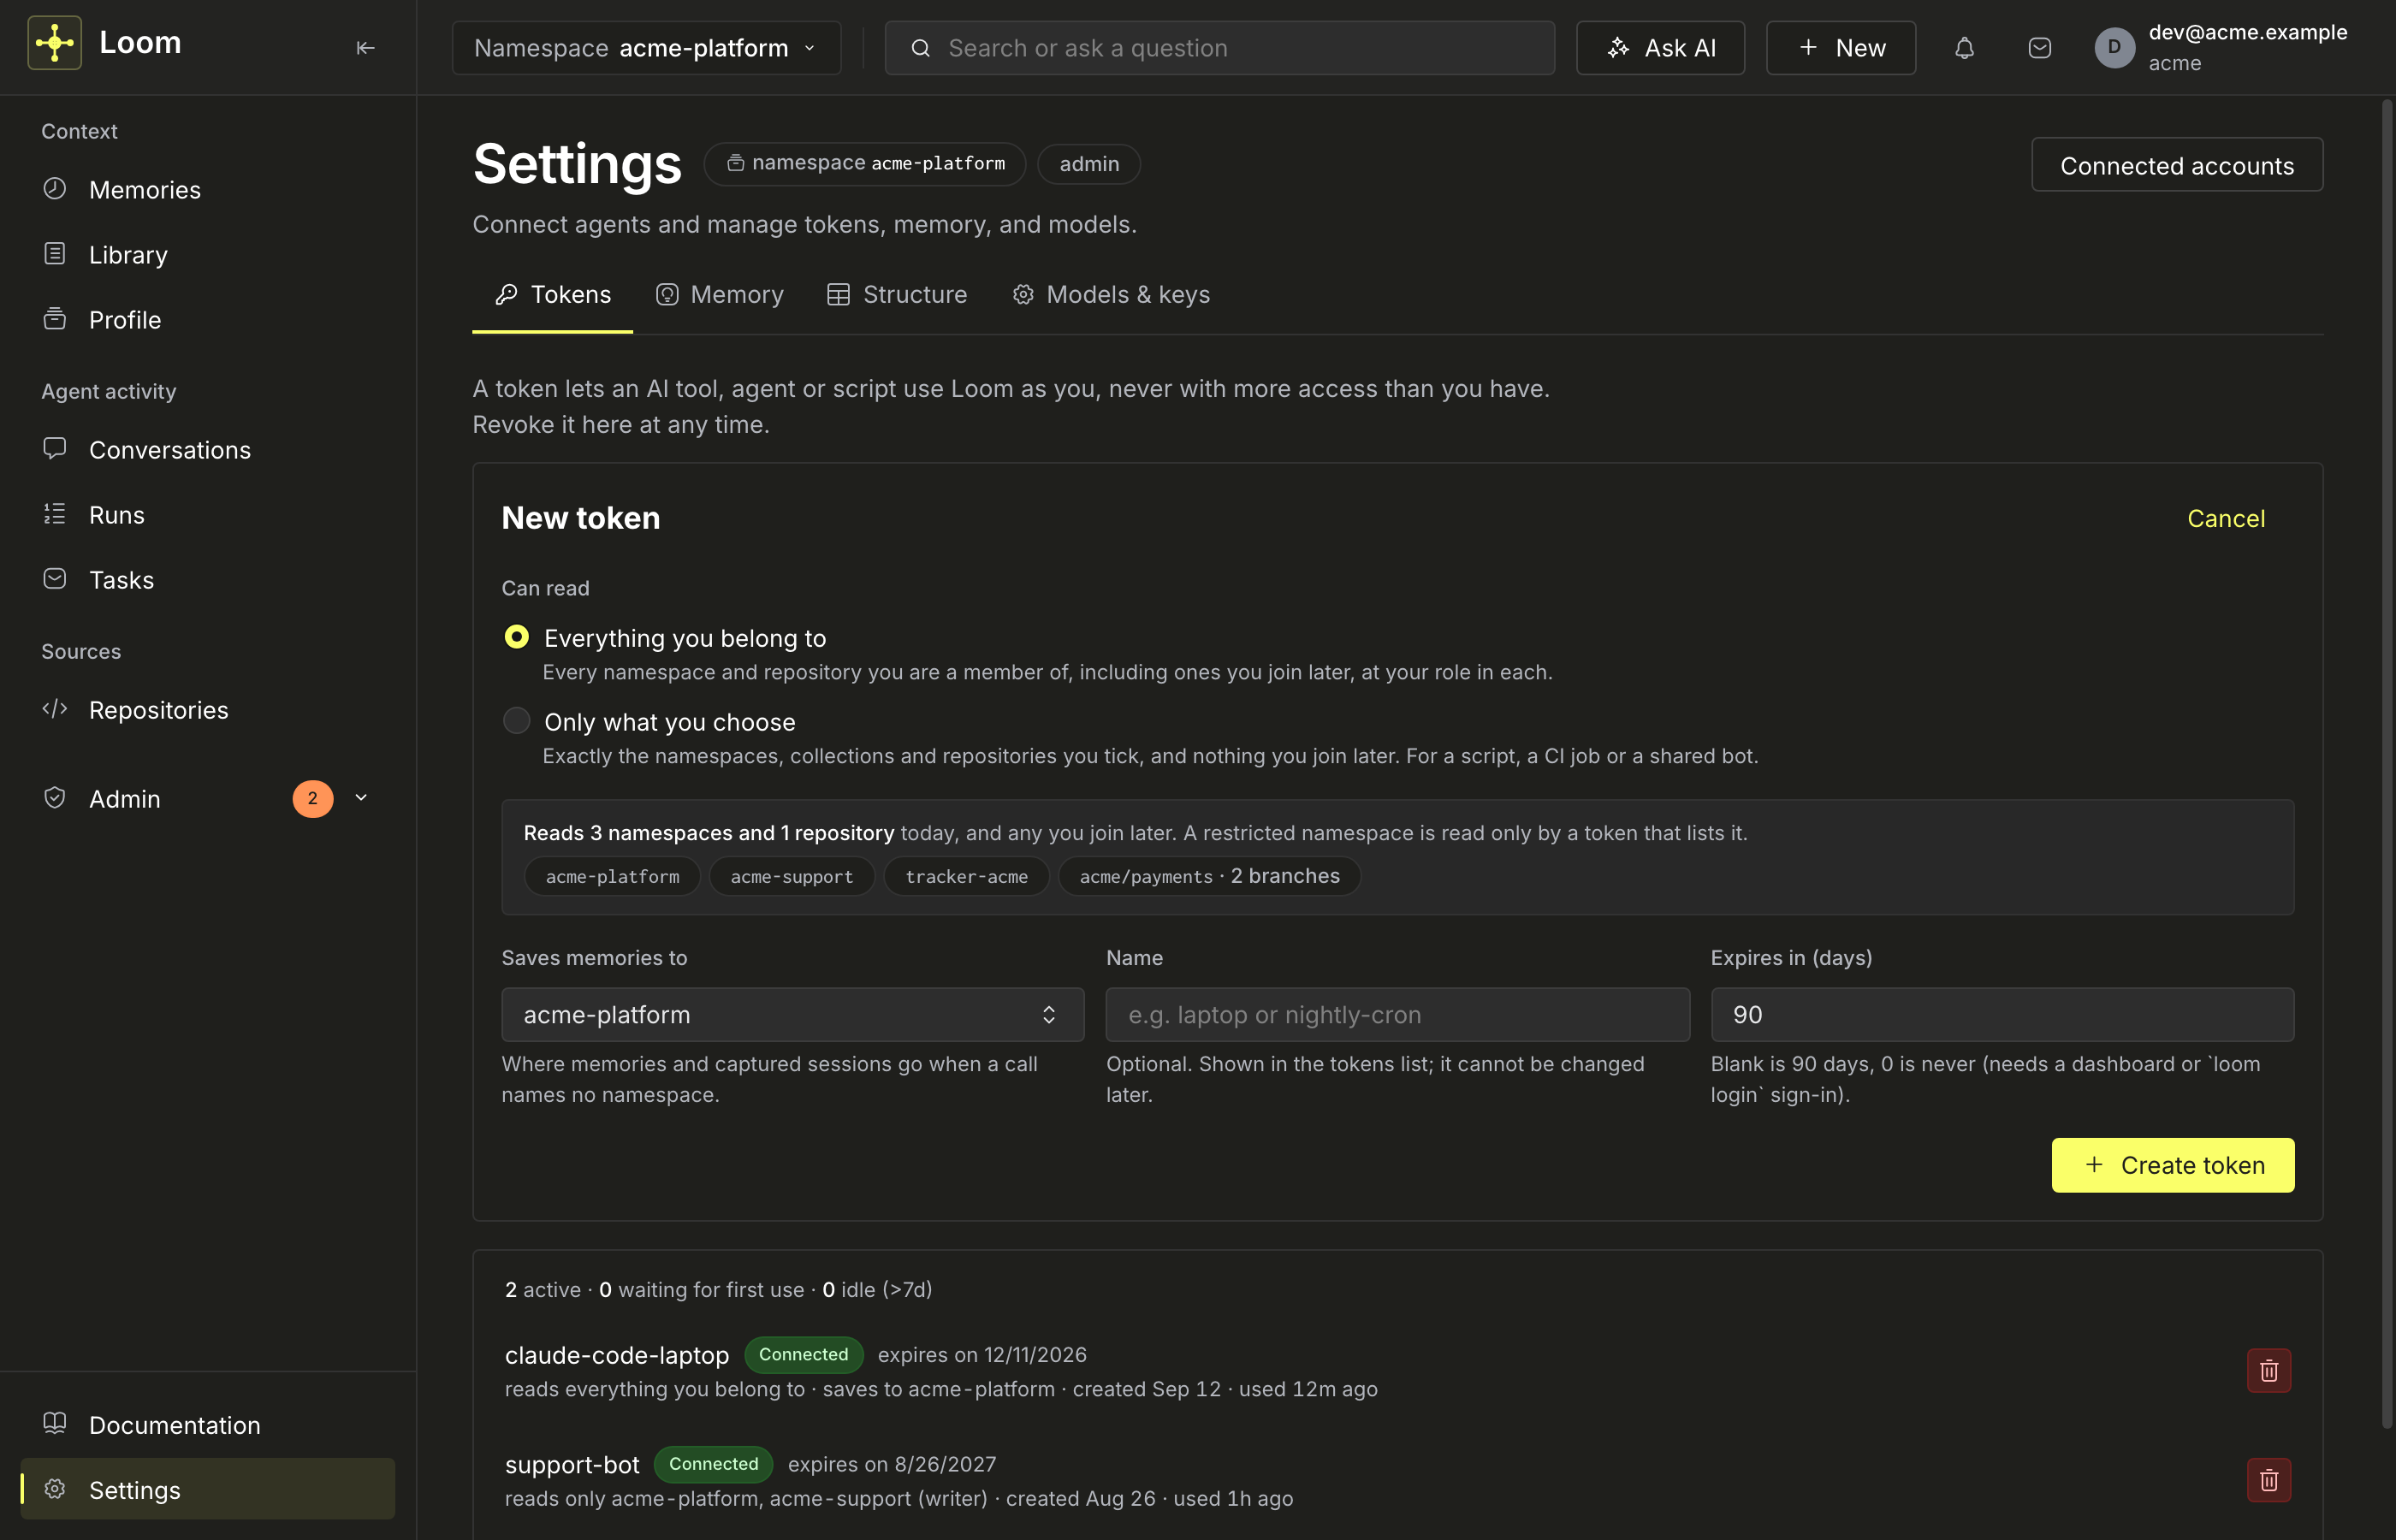 Loom
Namespace acme-platform
Search or ask a question
Ask AI
New
D
dev@acme.example
acme
Context
Memories
Library
Profile
Agent activity
Conversations
Runs
Tasks
Sources
Repositories
Admin
2
Documentation
Settings
Settings
namespace acme-platform
admin
Connected accounts
Connect agents and manage tokens, memory, and models.
Tokens
Memory
Structure
Models & keys
A token lets an AI tool, agent or script use Loom as you, never with more access than you have.
Revoke it here at any time.
New token
Cancel
Can read
Everything you belong to
Every namespace and repository you are a member of, including ones you join later, at your role in each.
Only what you choose
Exactly the namespaces, collections and repositories you tick, and nothing you join later. For a script, a CI job or a shared bot.
Reads 3 namespaces and 1 repository today, and any you join later. A restricted namespace is read only by a token that lists it.
acme-platform
acme-support
tracker-acme
acme/payments · 2 branches
Saves memories to
acme-platform
Where memories and captured sessions go when a call
names no namespace.
Name
e.g. laptop or nightly-cron
Optional. Shown in the tokens list; it cannot be changed
later.
Expires in (days)
90
Blank is 90 days, 0 is never (needs a dashboard or `loom
login` sign-in).
Create token
2 active · 0 waiting for first use · 0 idle (>7d)
claude-code-laptop Connected expires on 12/11/2026
reads everything you belong to · saves to acme-platform · created Sep 12 · used 12m ago
support-bot Connected expires on 8/26/2027
reads only acme-platform, acme-support (writer) · created Aug 26 · used 1h ago